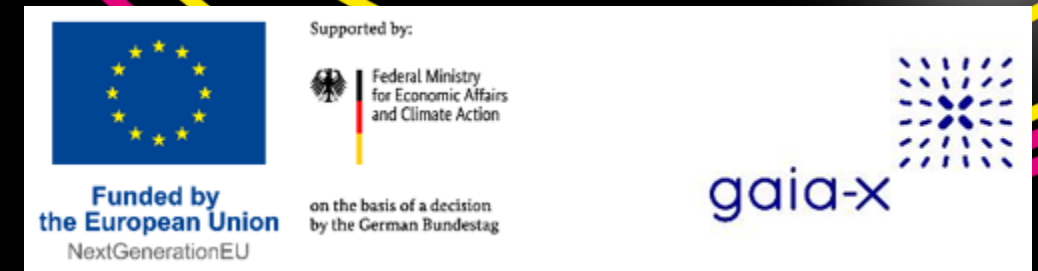 Funded by
the European Union
NextGenerationEU
Supported by:
Federal Ministry
for Economic Affairs
and Climate Action
on the basis of a decision
by the German Bundestag
gaia-x